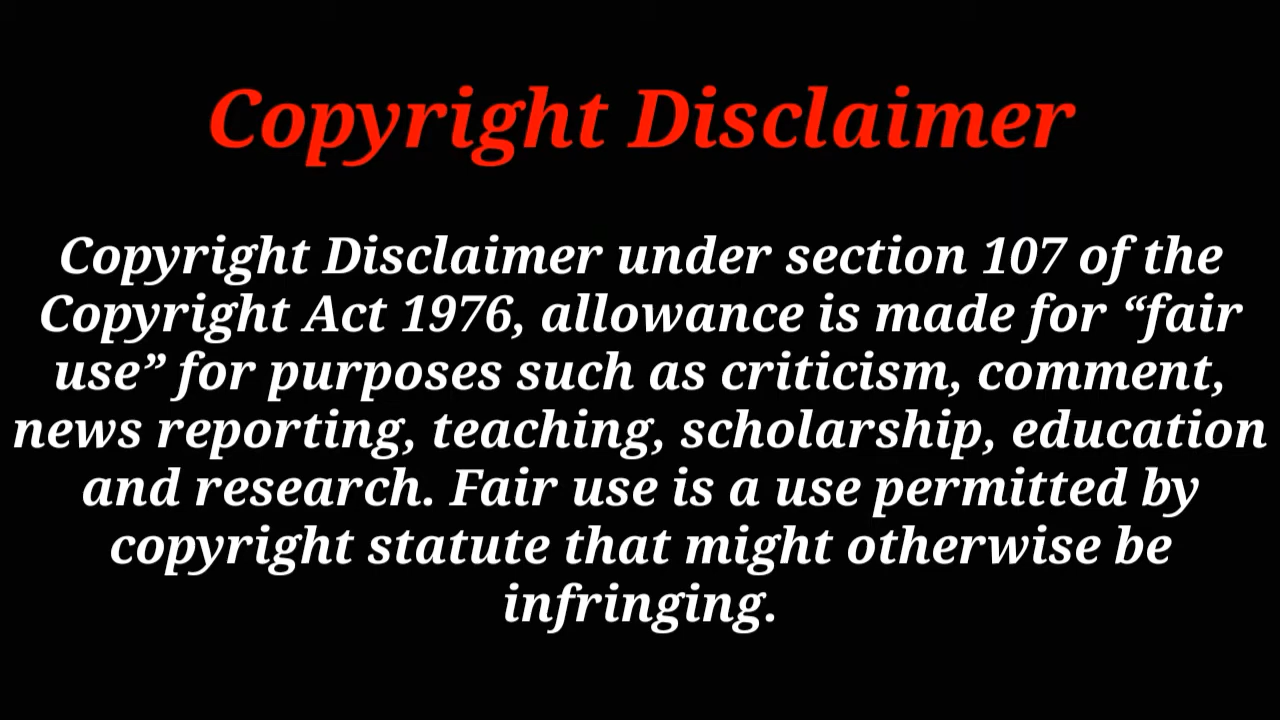 Copyright Disclaimer
Copyright Disclaimer under section 107 of the
Copyright Act 1976, allowance is made for “fair
use” for purposes such as criticism, comment,
news reporting, teaching, scholarship, education
and research. Fair use is a use permitted by
copyright statute that might otherwise be
infringing.